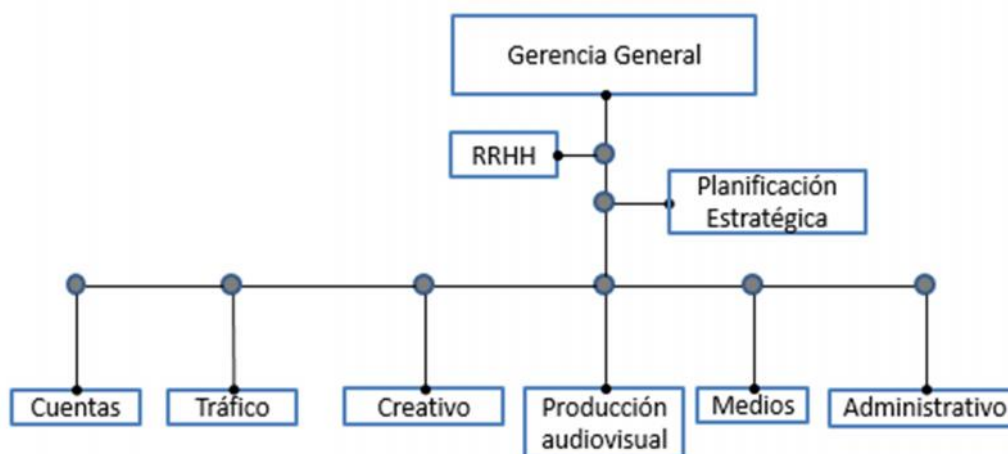 Gerencia General
RRHH
Planificación
Estratégica
Cuentas
Tráfico
Creativo
Producción
audiovisual
Medios
Administrativo